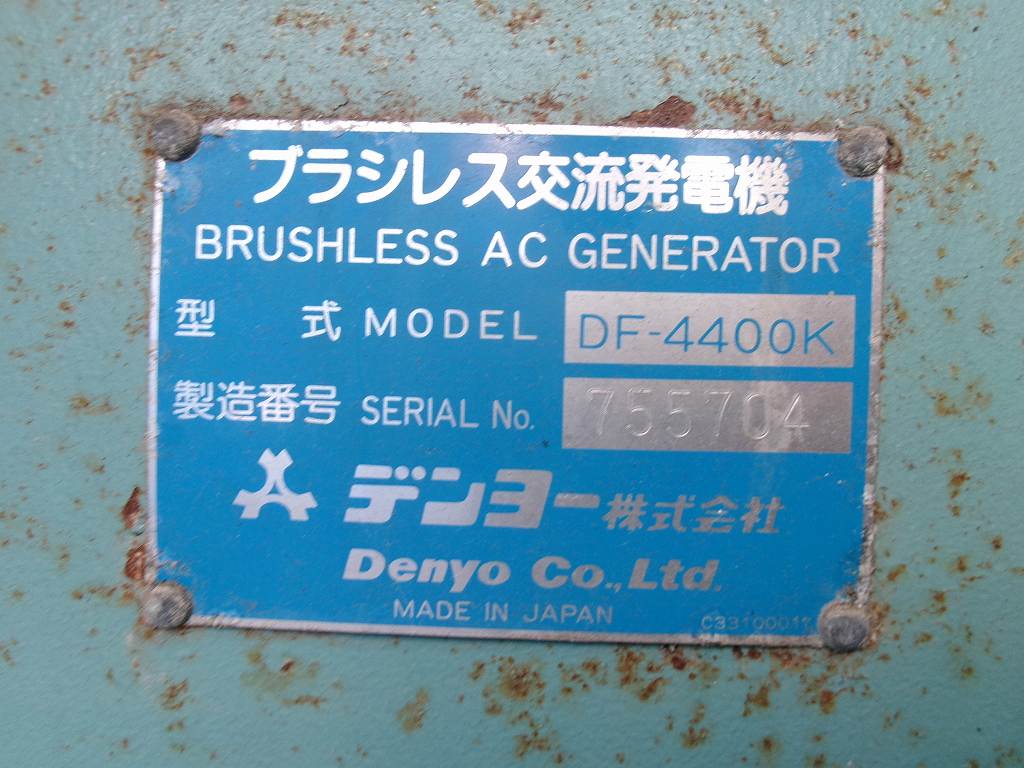 ブラシレス交流発電機
BRUSHLESS AC GENERATOR
型 式 MODEL DF-4400K
製造番号 SERIAL No. 755704
デンヨー株式会社
Denyo Co.,Ltd.
MADE IN JAPAN